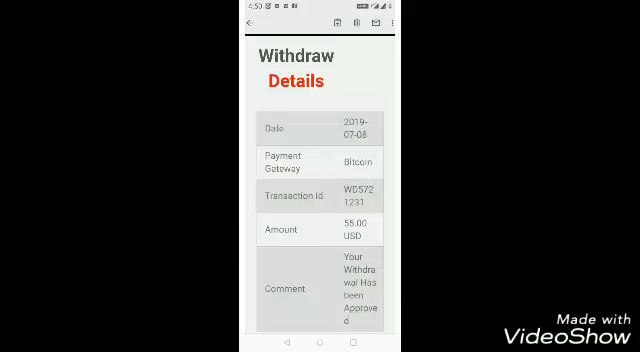 4:50
Withdraw
Details
Date
2019-
07-08
Payment
Gateway
Bitcoin
Transaction Id
WD572
1231
Amount
55.00
USD
Comment
Your
Withdra
wal Has
been
Approve
d
Made with
VideoShow